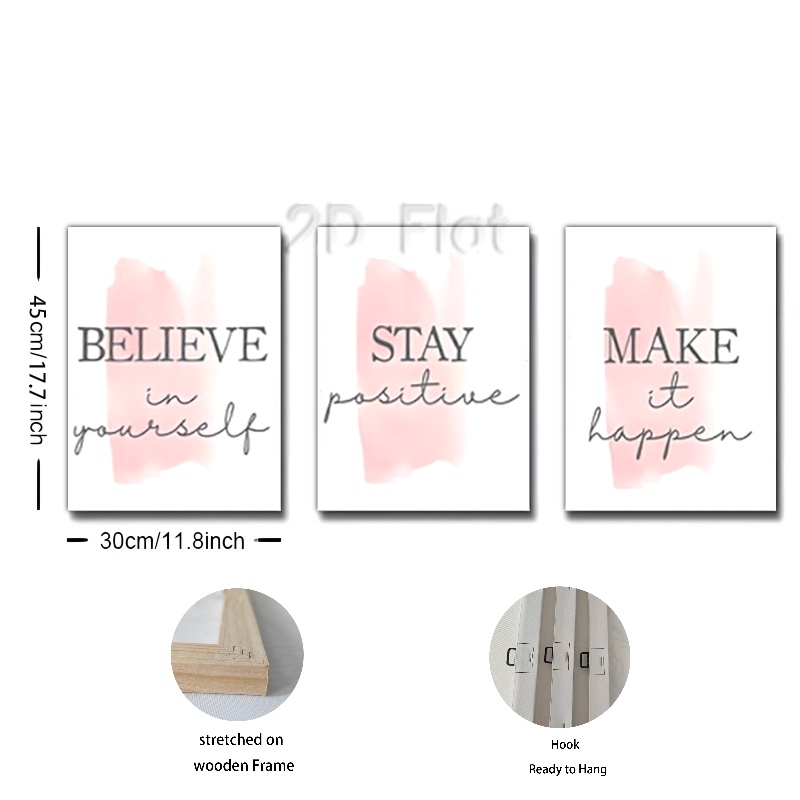 2D Flat
BELIEVE
in
yourself
STAY
positive
MAKE
it
happen
45cm/17.7inch
30cm/11.8inch
stretched on
wooden Frame
Hook
Ready to Hang